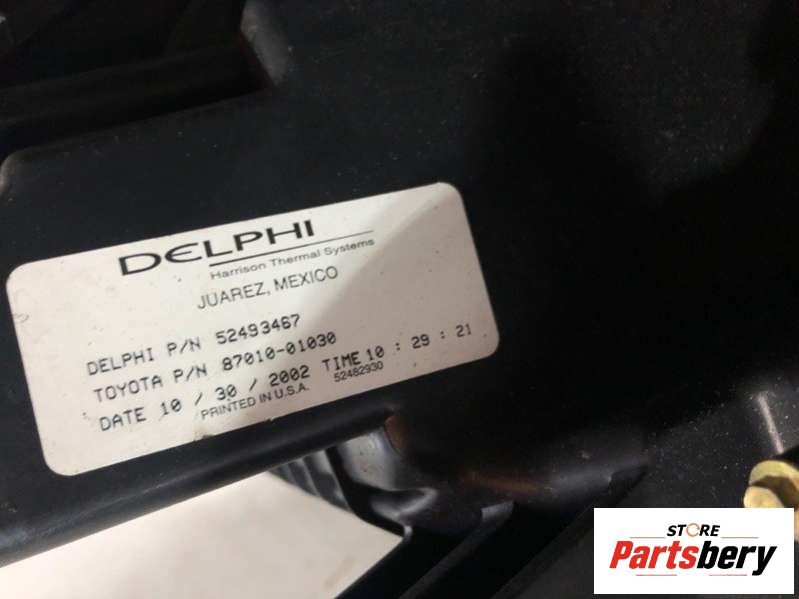 DELPHI
Harrison Thermal Systems
JUAREZ, MEXICO
DELPHI P/N 52493467
TOYOTA P/N 87010-01030
DATE 10 / 30 / 2002 TIME 10 : 29 : 21
PRINTED IN U.S.A. 52482930
STORE
Partsbery